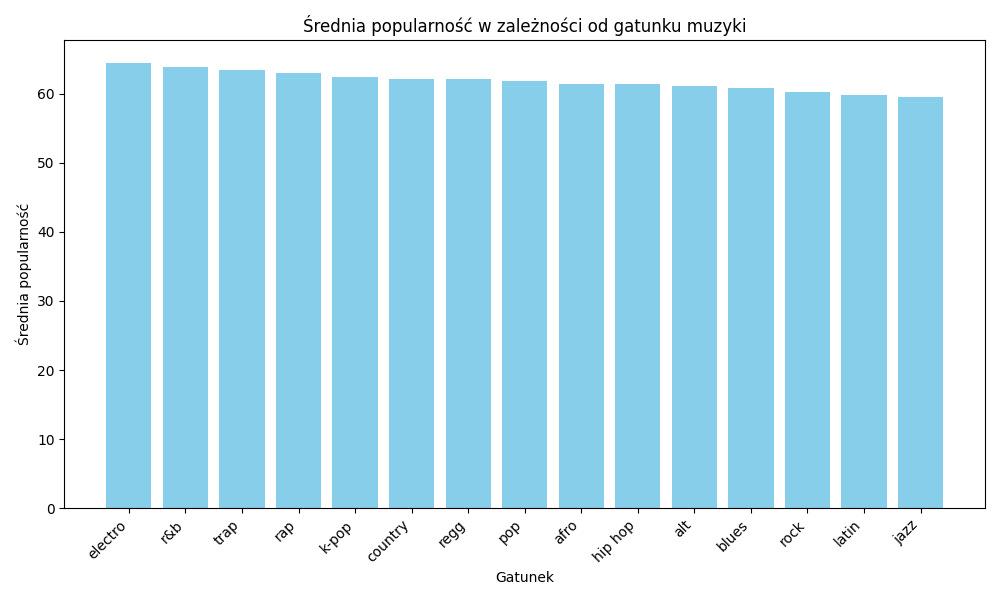 Średnia popularność w zależności od gatunku muzyki
Średnia popularność
60
50
40
30
20
10
0
electro
r&b
trap
rap
k-pop
country
regg
pop
afro
hip hop
alt
blues
rock
latin
jazz
Gatunek